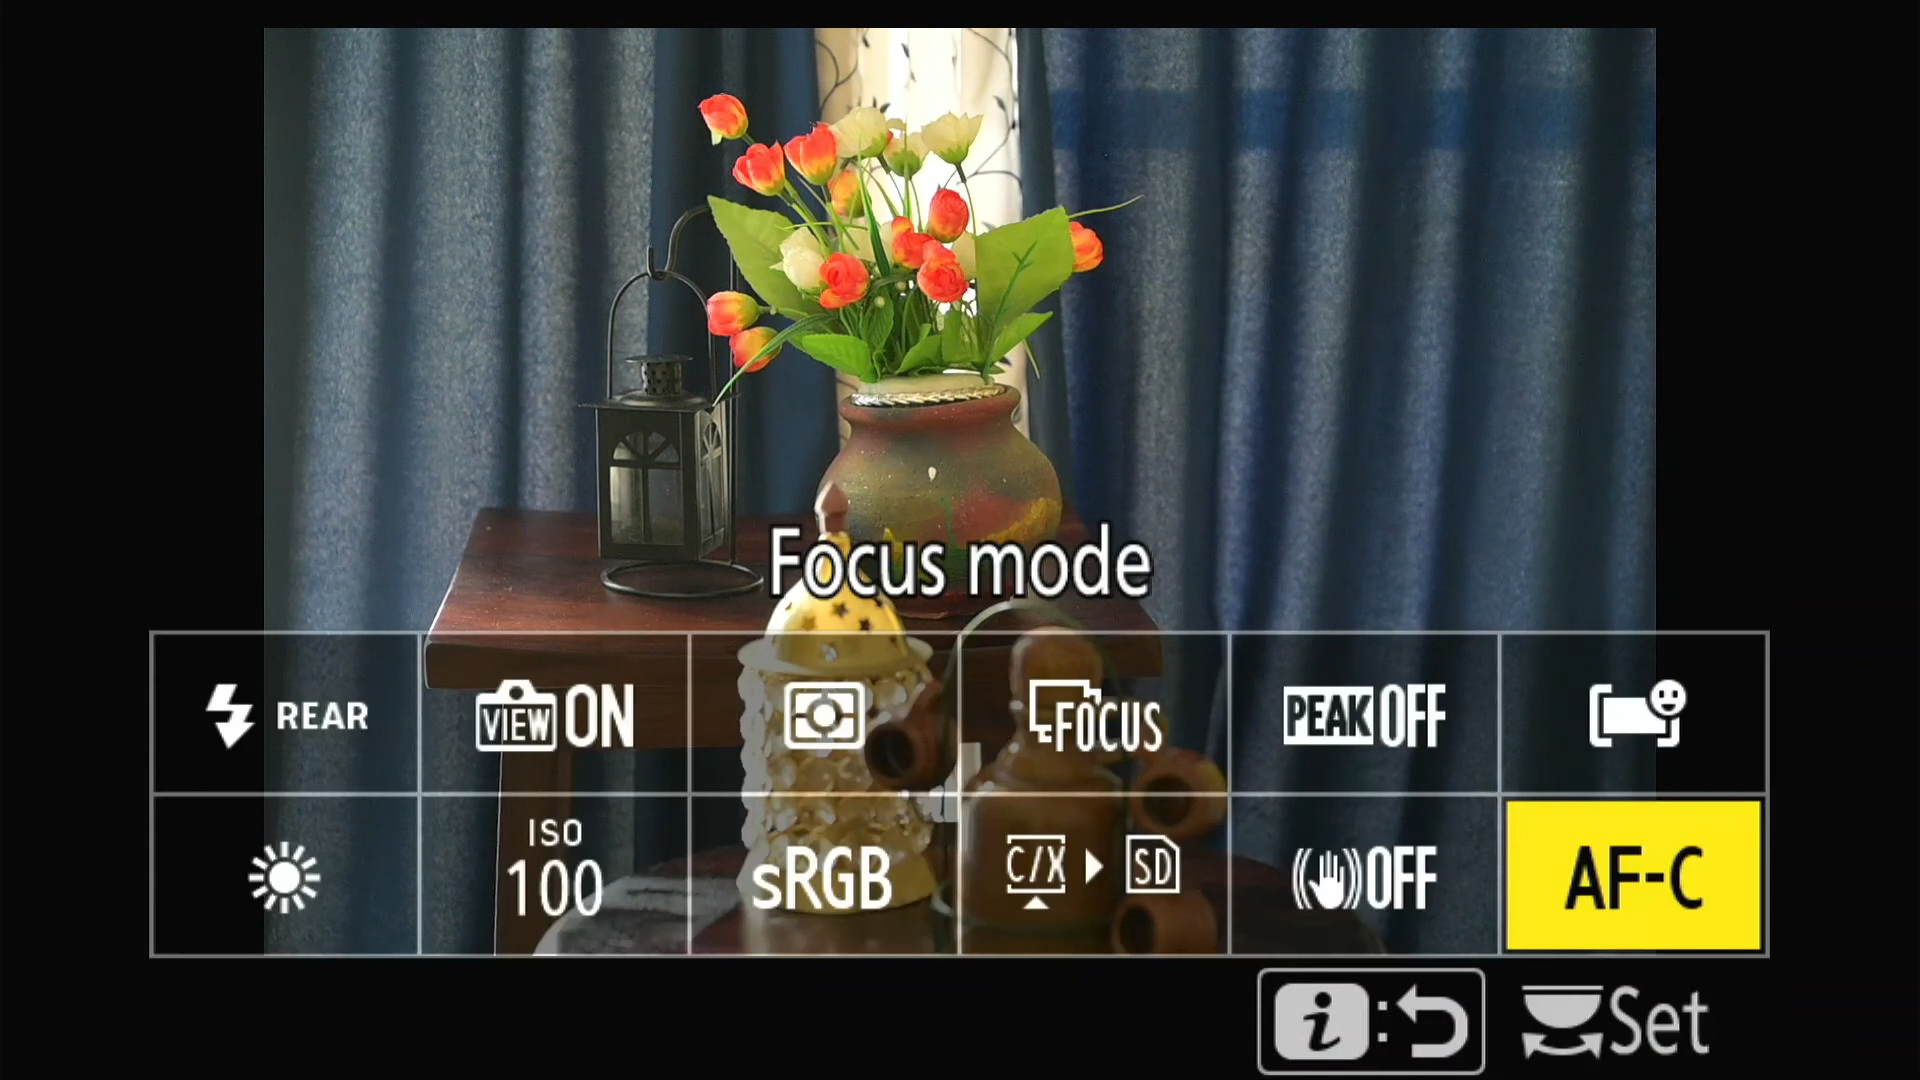 Focus mode
REAR
VIEW ON
FOCUS
PEAK OFF
ISO
100
sRGB
C/X SD
OFF
AF-C
i : Set